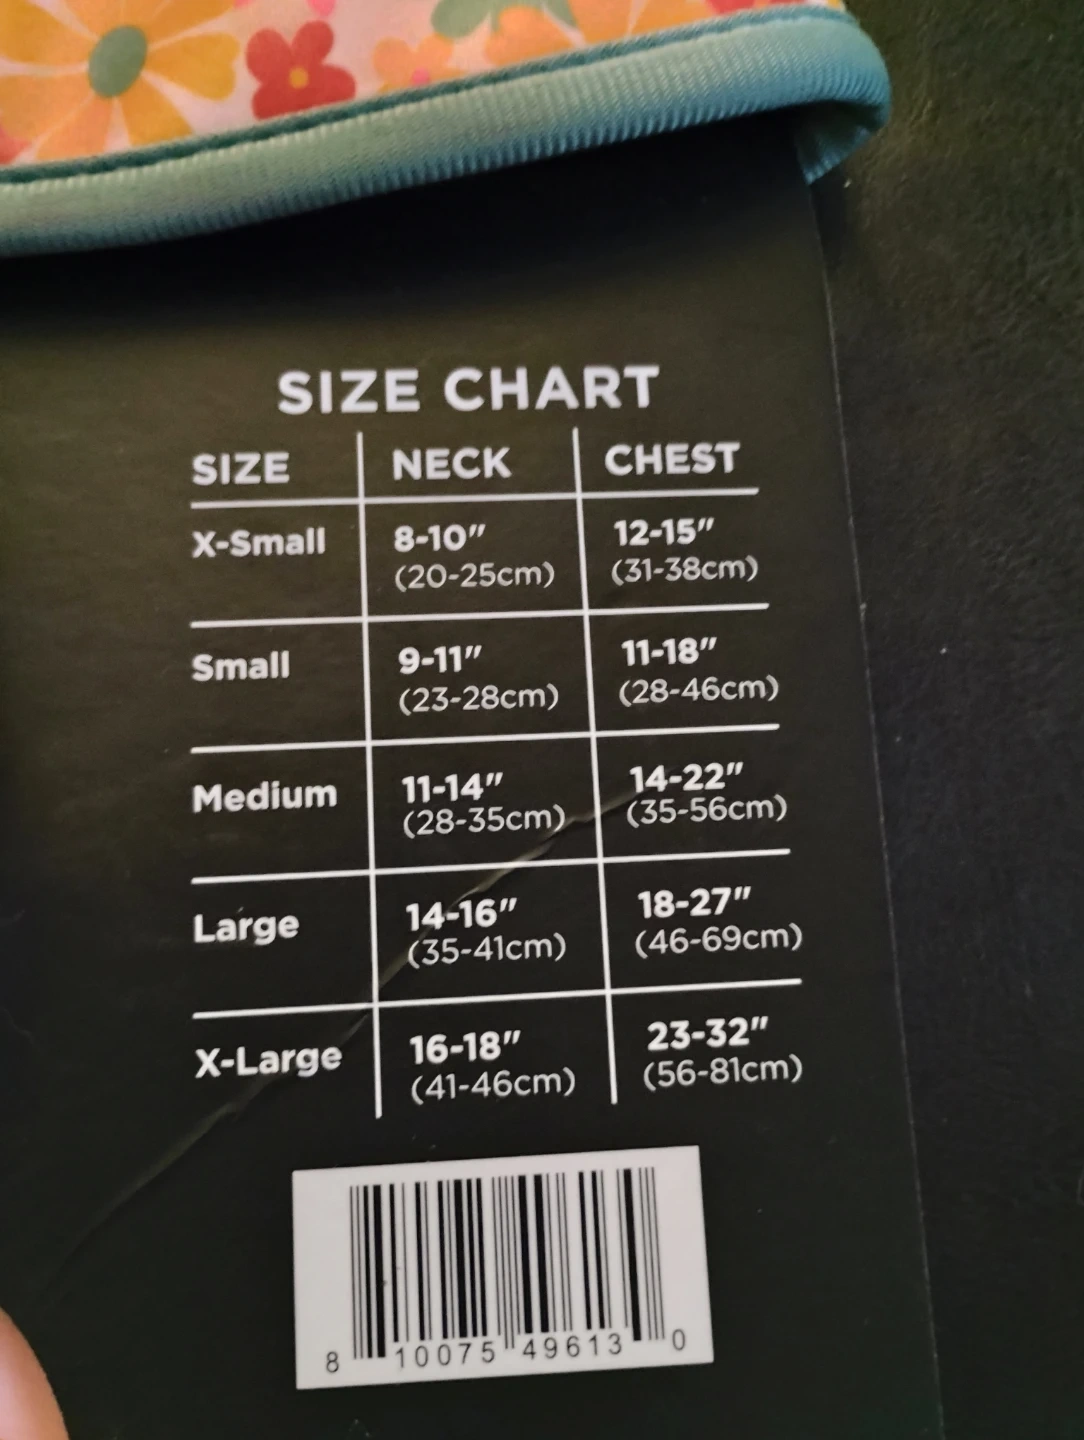 SIZE CHART
SIZE NECK CHEST
X-Small 8-10" 12-15"
(20-25cm) (31-38cm)
Small 9-11" 11-18"
(23-28cm) (28-46cm)
Medium 11-14" 14-22"
(28-35cm) (35-56cm)
Large 14-16" 18-27"
(35-41cm) (46-69cm)
X-Large 16-18" 23-32"
(41-46cm) (56-81cm)
8 10075 49613 0